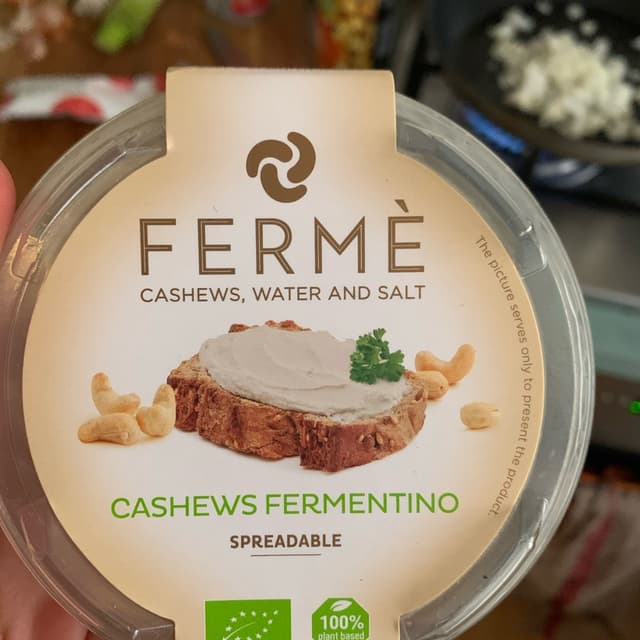 FERMÈ
CASHEWS, WATER AND SALT
The picture serves only to present the product.
CASHEWS FERMENTINO
SPREADABLE
100%
plant based